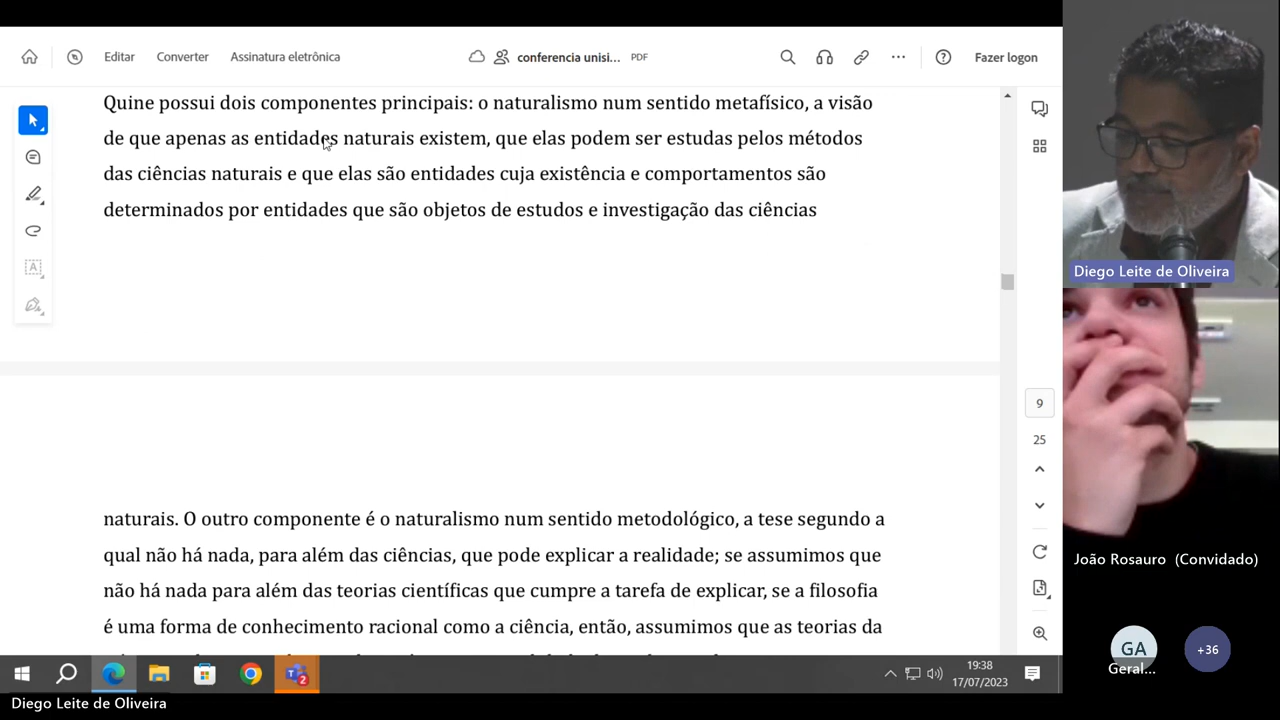 Editar Converter Assinatura eletrônica conferencia unisi... PDF Fazer logon
Quine possui dois componentes principais: o naturalismo num sentido metafísico, a visão
de que apenas as entidades naturais existem, que elas podem ser estudas pelos métodos
das ciências naturais e que elas são entidades cuja existência e comportamentos são
determinados por entidades que são objetos de estudos e investigação das ciências
9
25
naturais. O outro componente é o naturalismo num sentido metodológico, a tese segundo a
qual não há nada, para além das ciências, que pode explicar a realidade; se assumimos que
não há nada para além das teorias científicas que cumpre a tarefa de explicar, se a filosofia
é uma forma de conhecimento racional como a ciência, então, assumimos que as teorias da
Diego Leite de Oliveira
João Rosauro (Convidado)
GA
Geral...
+36
2
19:38
17/07/2023
Diego Leite de Oliveira